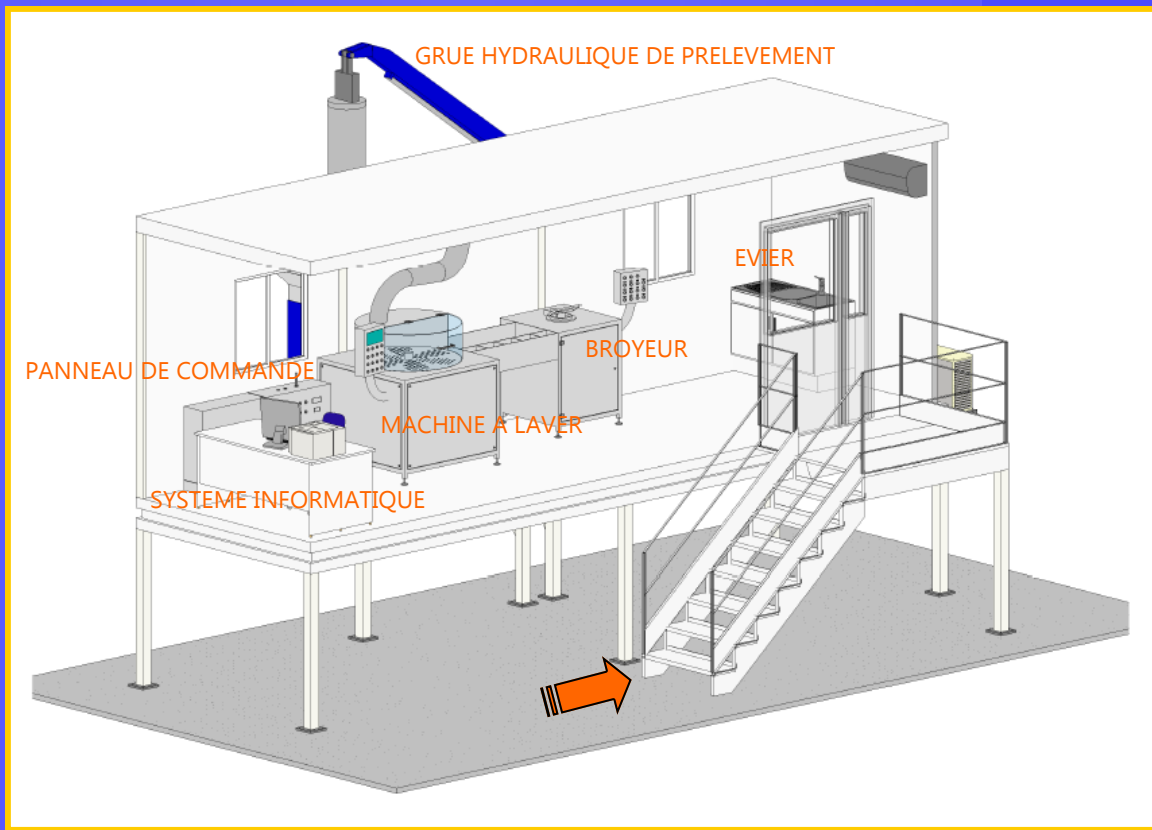 GRUE HYDRAULIQUE DE PRELEVEMENT
EVIER
BROYEUR
PANNEAU DE COMMANDE
MACHINE A LAVER
SYSTEME INFORMATIQUE